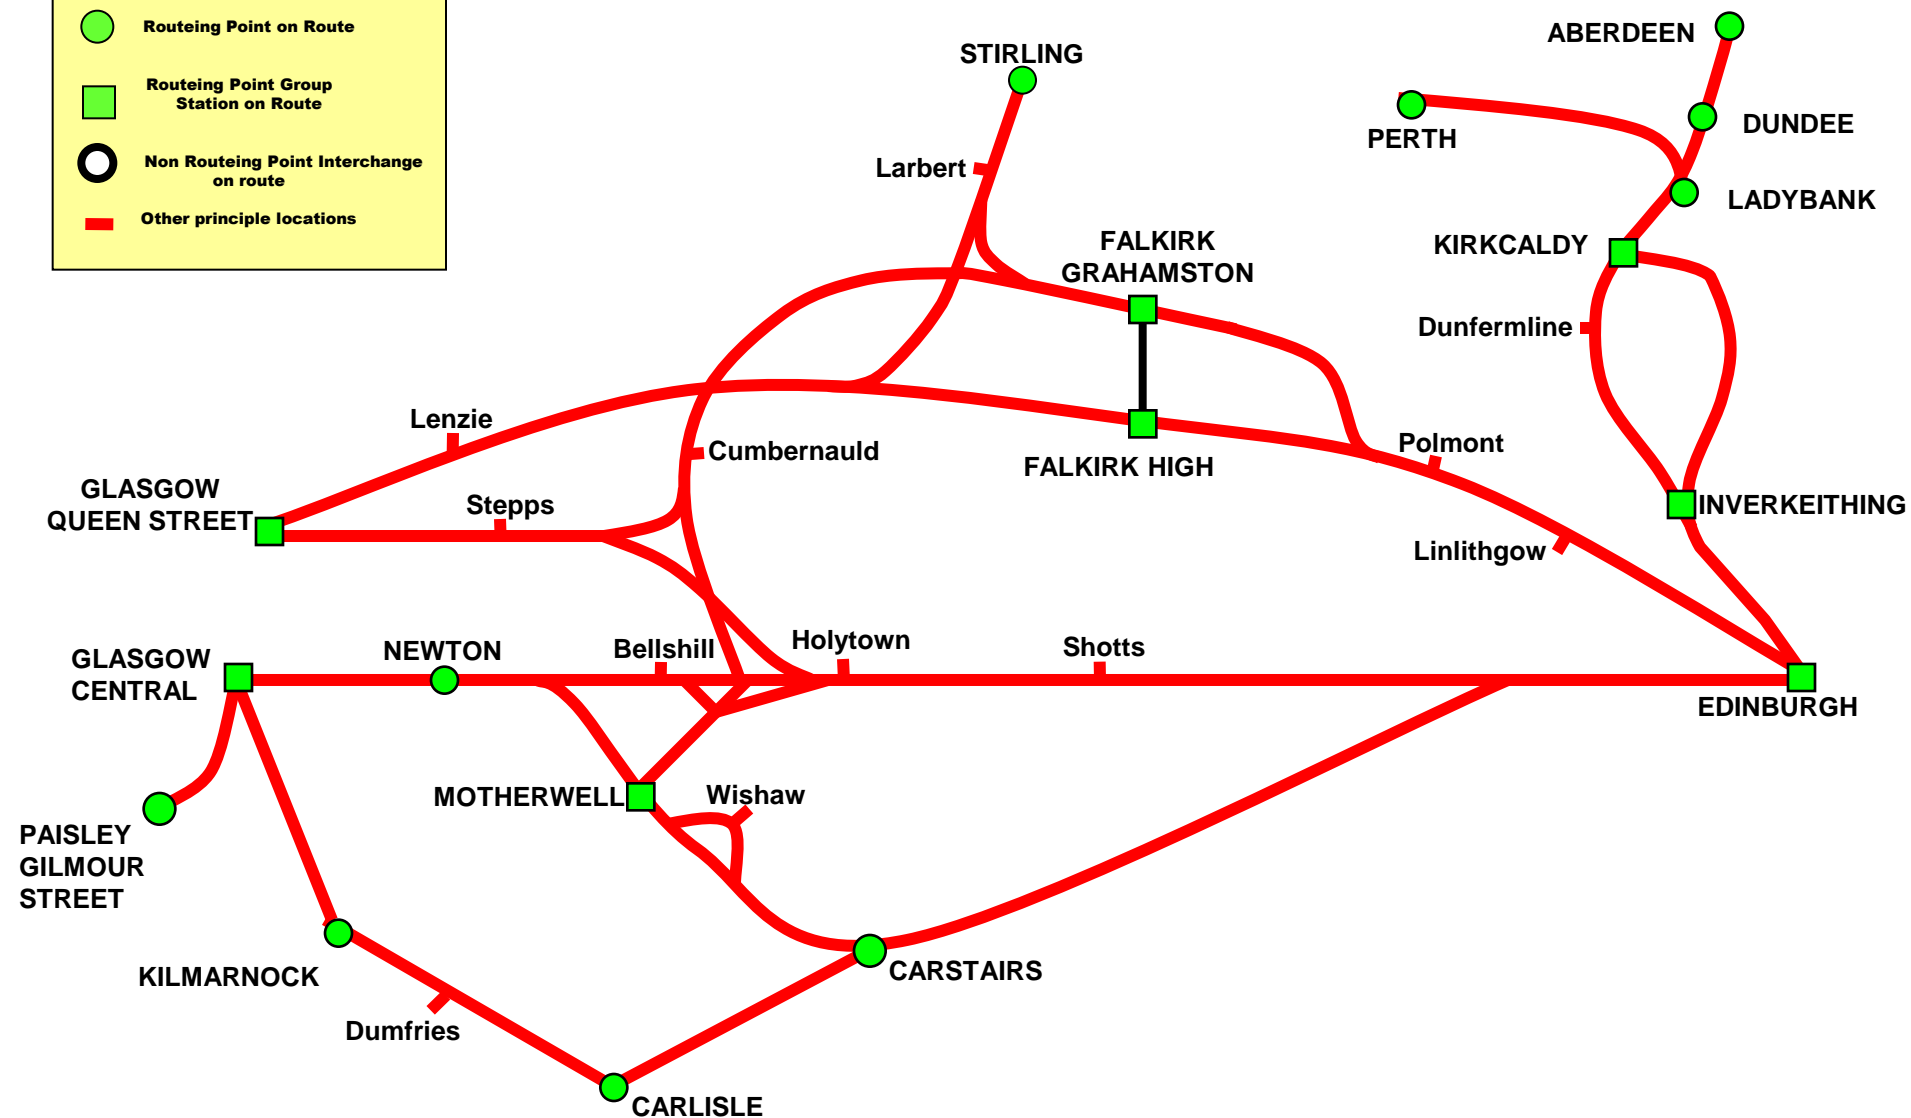 Routeing Point on Route
Routeing Point Group
Station on Route
Non Routeing Point Interchange
on route
Other principle locations
STIRLING
ABERDEEN
PERTH
DUNDEE
Larbert
LADYBANK
FALKIRK
GRAHAMSTON
KIRKCALDY
Dunfermline
Lenzie
Cumbernauld
FALKIRK HIGH
Polmont
GLASGOW
QUEEN STREET
Stepps
INVERKEITHING
Linlithgow
GLASGOW
CENTRAL
NEWTON
Bellshill
Holytown
Shotts
EDINBURGH
MOTHERWELL
Wishaw
PAISLEY
GILMOUR
STREET
KILMARNOCK
CARSTAIRS
Dumfries
CARLISLE